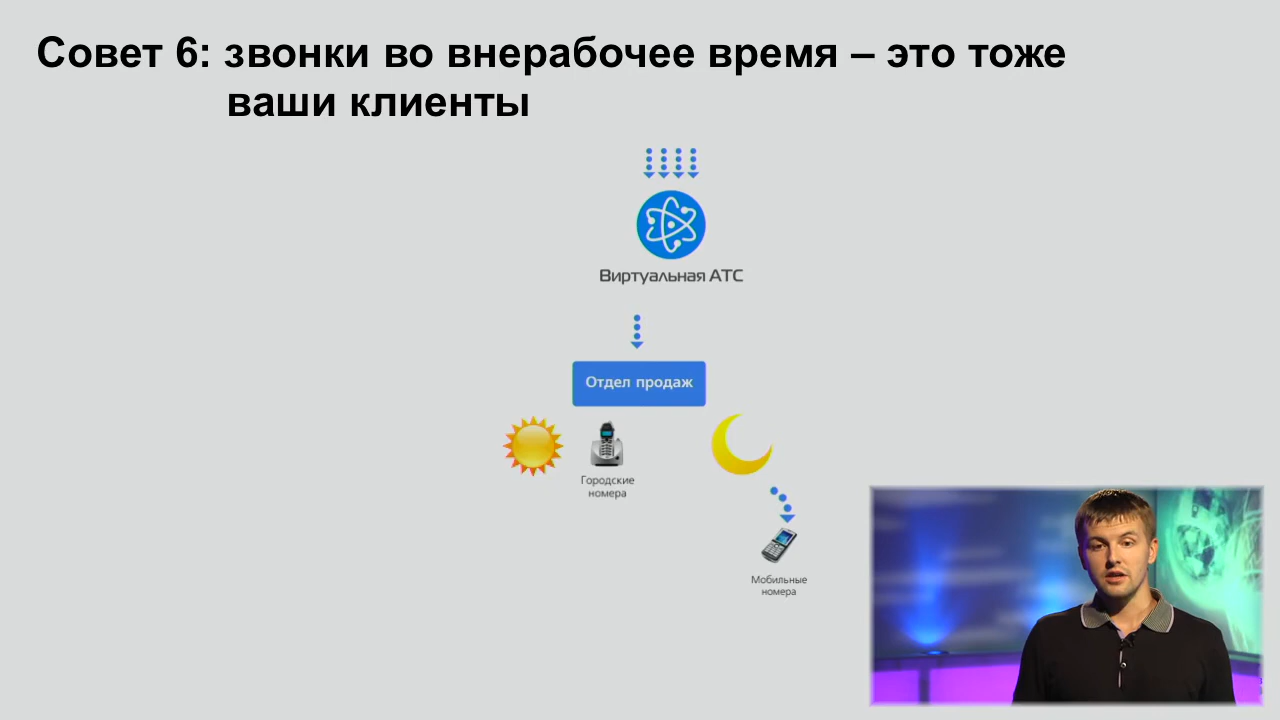 Совет 6: звонки во внерабочее время – это тоже
ваши клиенты
Виртуальная АТС
Отдел продаж
Городские
номера
Мобильные
номера